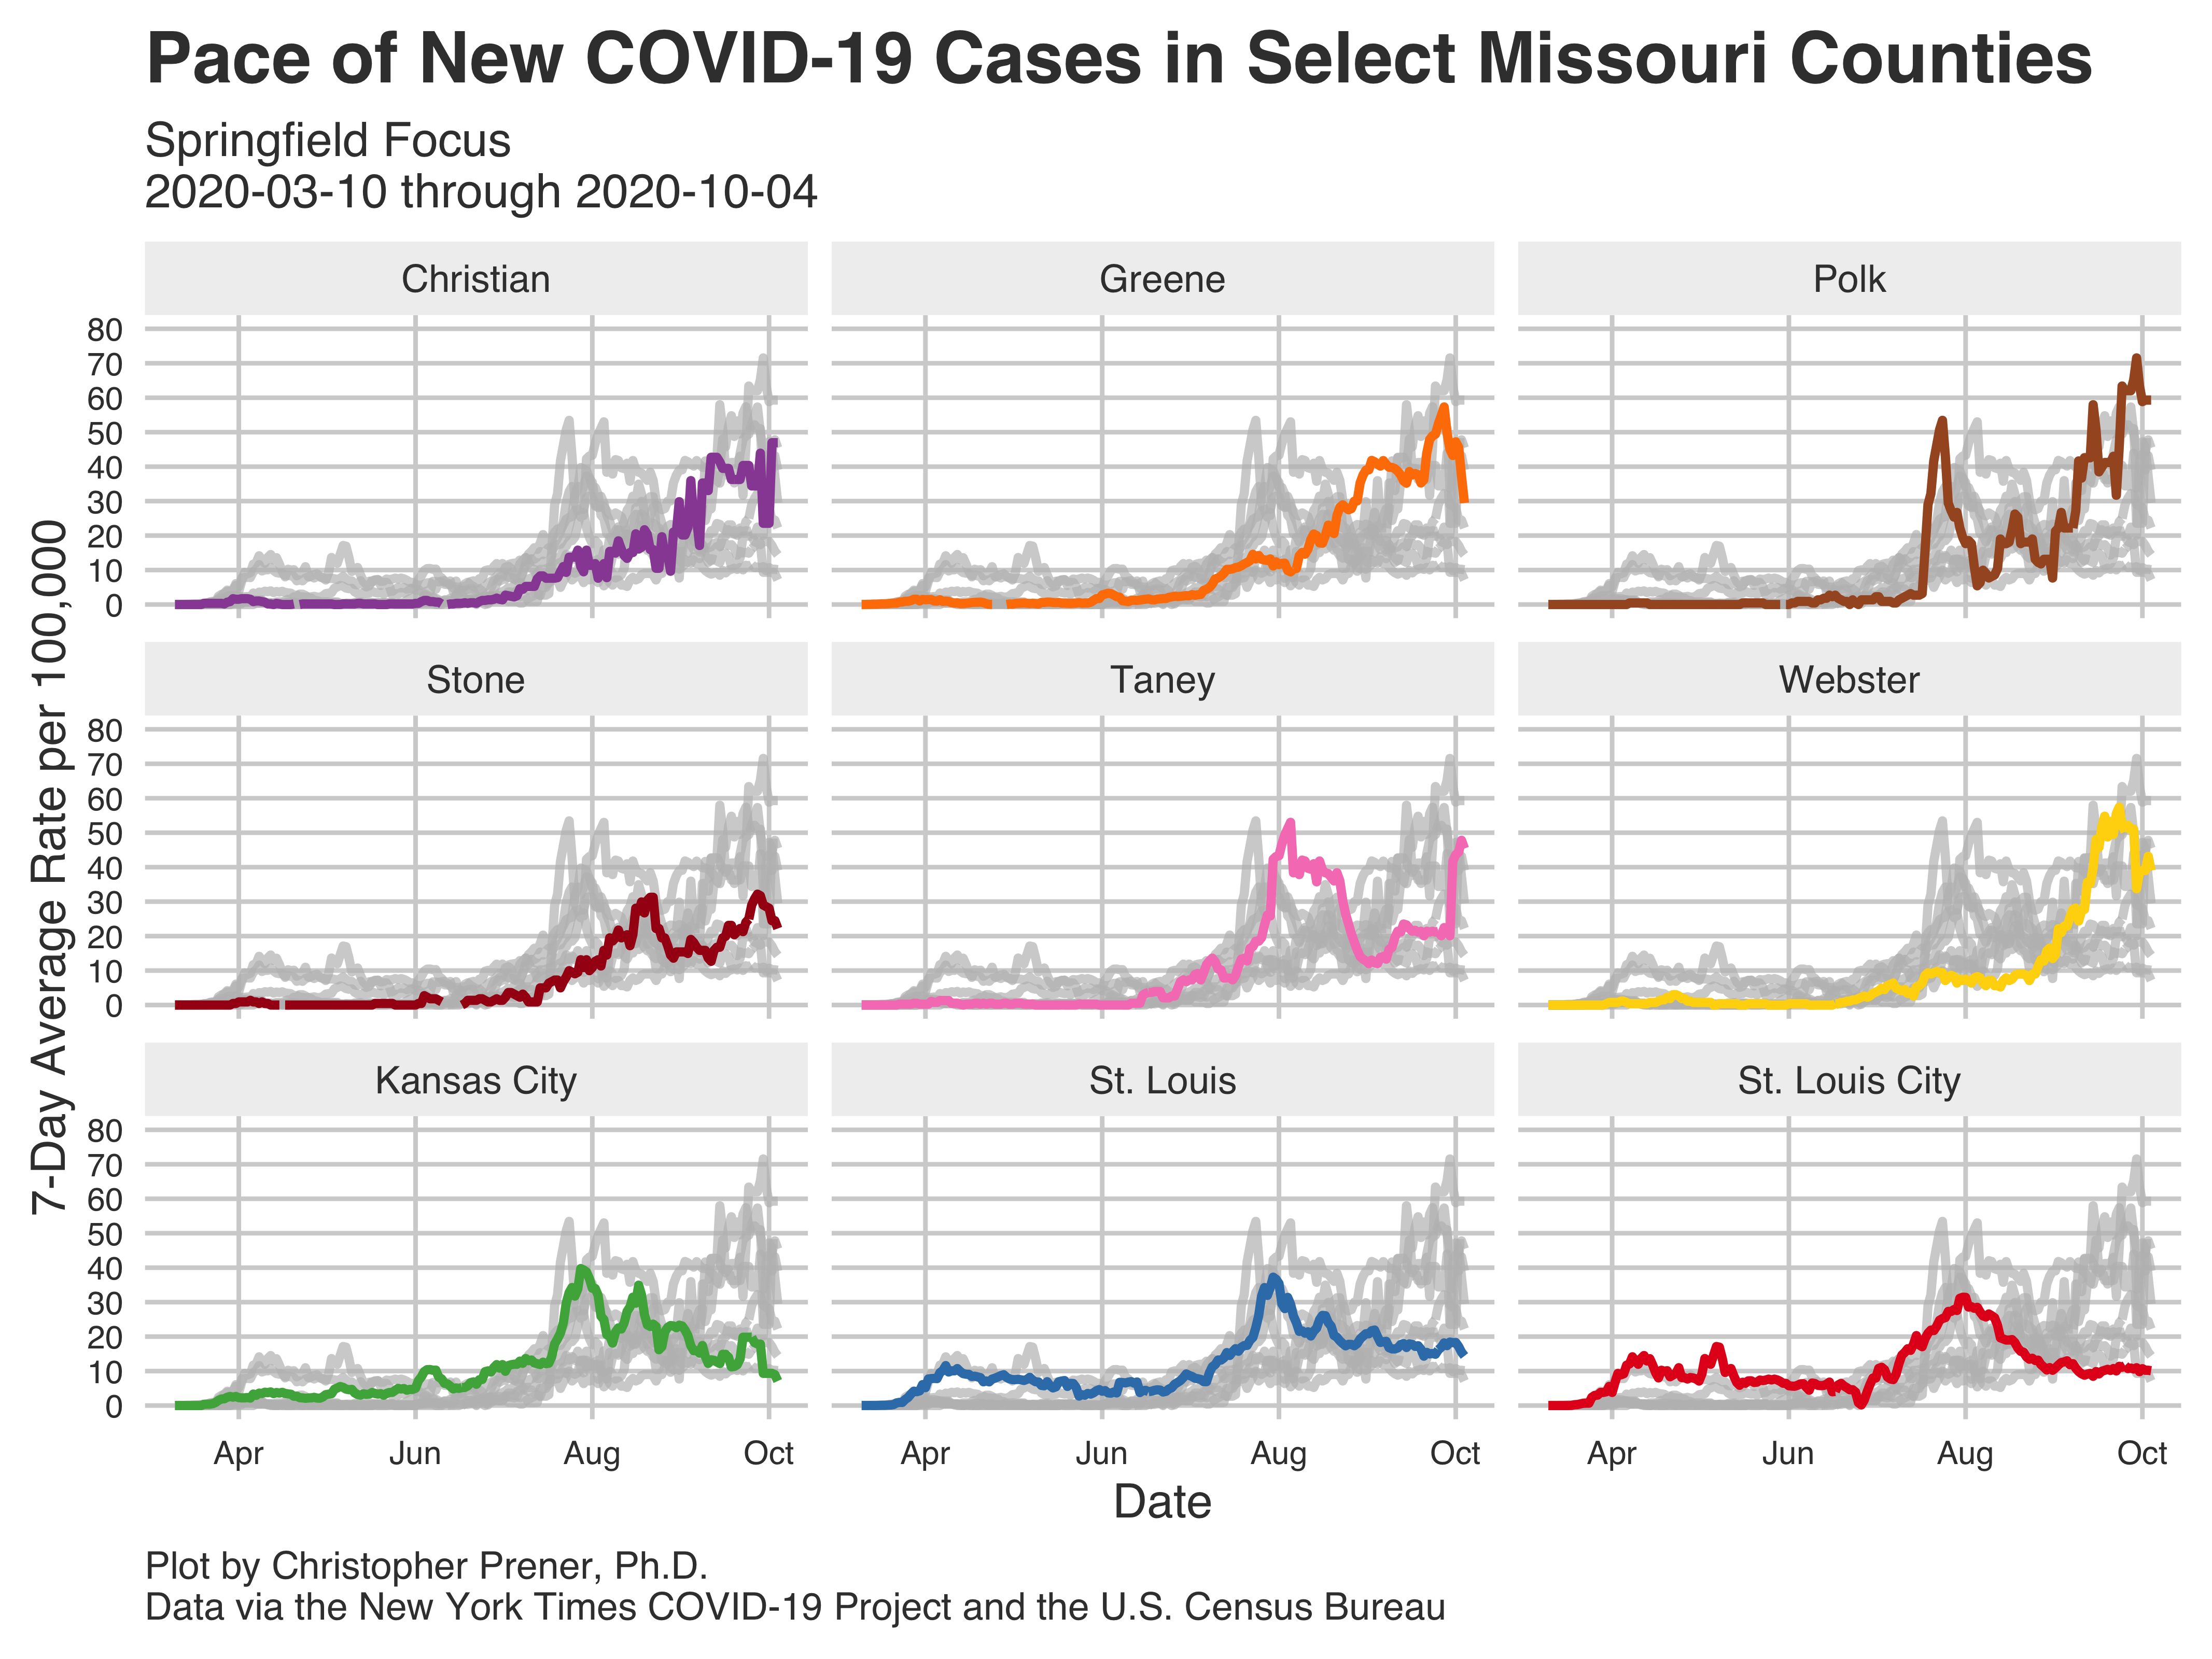 Pace of New COVID-19 Cases in Select Missouri Counties
Springfield Focus
2020-03-10 through 2020-10-04
Christian
Greene
Polk
80
70
60
50
40
30
20
10
0
Stone
Taney
Webster
80
70
60
50
40
30
20
10
0
Kansas City
St. Louis
St. Louis City
80
70
60
50
40
30
20
10
0
7-Day Average Rate per 100,000
Apr Jun Aug Oct
Apr Jun Aug Oct
Apr Jun Aug Oct
Date
Plot by Christopher Prener, Ph.D.
Data via the New York Times COVID-19 Project and the U.S. Census Bureau